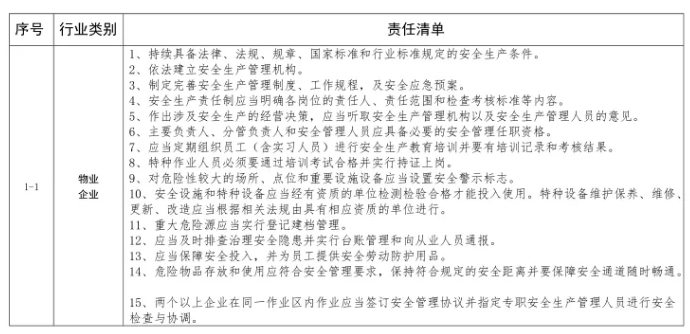 序号 行业类别 责任清单
1、持续具备法律、法规、规章、国家标准和行业标准规定的安全生产条件。
2、依法建立安全生产管理机构。
3、制定完善安全生产管理制度、工作规程，及安全应急预案。
4、安全生产责任制应当明确各岗位的责任人、责任范围和检查考核标准等内容。
5、作出涉及安全生产的经营决策，应当听取安全生产管理机构以及安全生产管理人员的意见。
6、主要负责人、分管负责人和安全管理人员应具备必要的安全管理任职资格。
7、应当定期组织员工（含实习人员）进行安全生产教育培训并要有培训记录和考核结果。
8、特种作业人员必须要通过培训考试合格并实行持证上岗。
1-1 物业
企业
9、对危险性较大的场所、点位和重要设施设备应当设置安全警示标志。
10、安全设施和特种设备应当经有资质的单位检测检验合格才能投入使用。特种设备维护保养、维修、
更新、改造应当根据相关法规由具有相应资质的单位进行。
11、重大危险源应当实行登记建档管理。
12、应当及时排查治理安全隐患并实行台账管理和向从业人员通报。
13、应当保障安全投入，并为员工提供安全劳动防护用品。
14、危险物品存放和使用应符合安全管理要求，保持符合规定的安全距离并要保障安全通道随时畅通。
15、两个以上企业在同一作业区内作业应当签订安全管理协议并指定专职安全生产管理人员进行安全
检查与协调。